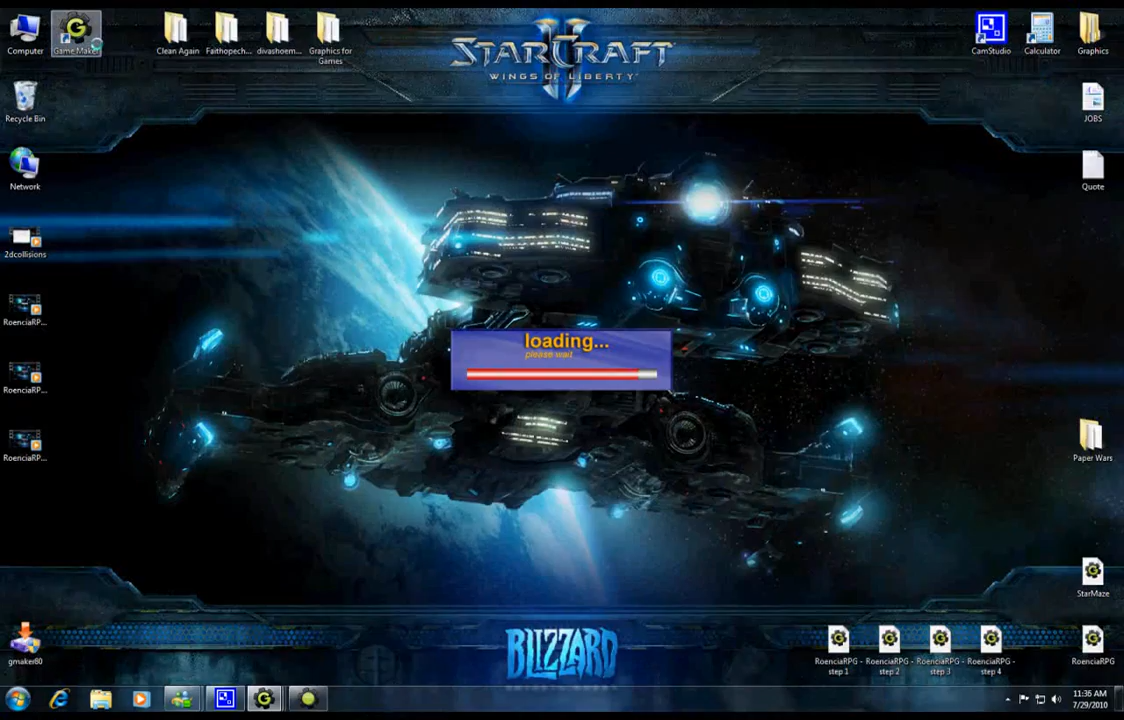 Computer
Game Maker
Clean Again
Faithopech...
divashoem...
Graphics for
Games
STARCRAFT
II
WINGS OF LIBERTY
CamStudio
Calculator
Graphics
Recycle Bin
JOBS
Network
Quote
2dcollisions
RoenciaRP...
loading...
please wait
RoenciaRP...
RoenciaRP...
Paper Wars
StarMaze
BLIZZARD
gmaker80
RoenciaRPG -
step 1
RoenciaRPG -
step 2
RoenciaRPG -
step 3
RoenciaRPG -
step 4
RoenciaRPG
11:36 AM
7/29/2010